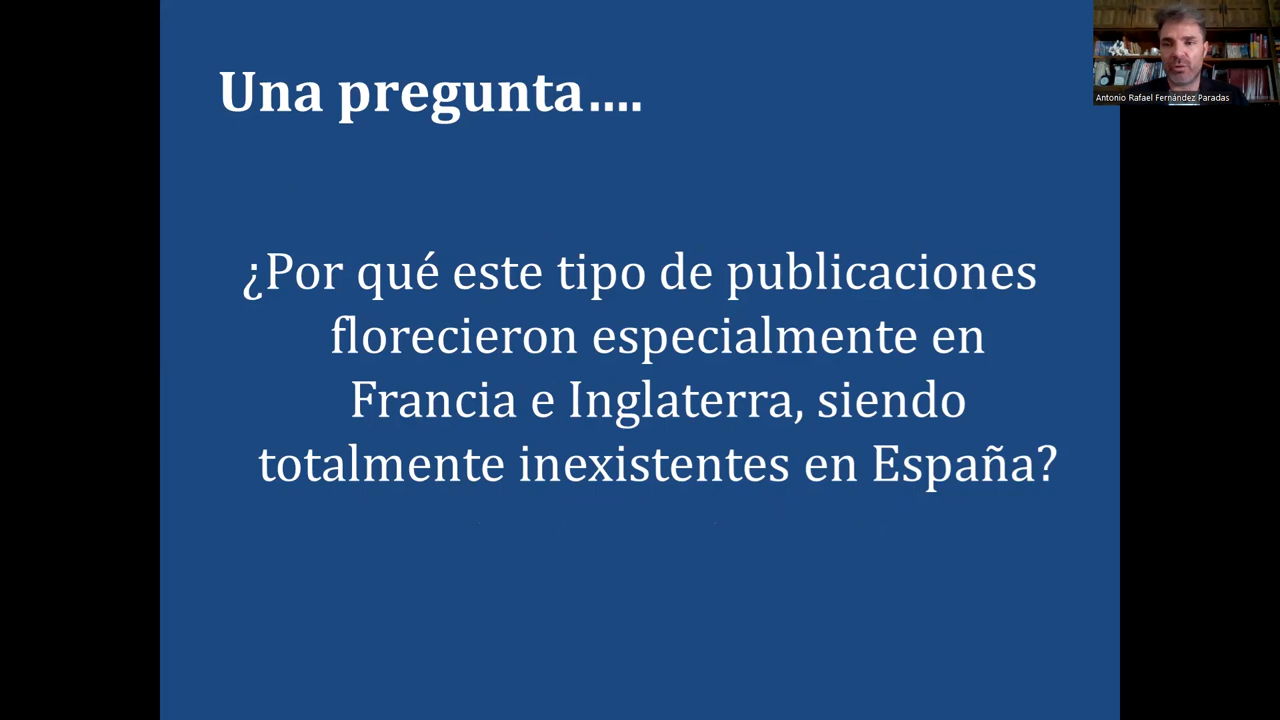 Una pregunta....
¿Por qué este tipo de publicaciones
florecieron especialmente en
Francia e Inglaterra, siendo
totalmente inexistentes en España?
Antonio Rafael Fernández Paradas